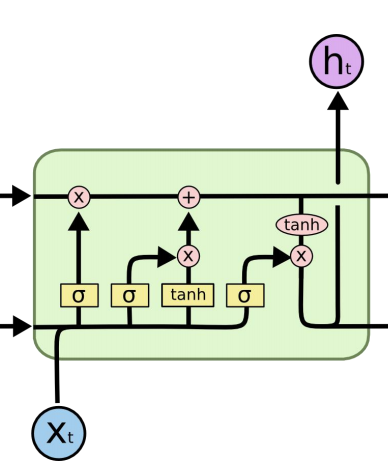 ht
x +
tanh
x x
σ σ tanh σ
xt